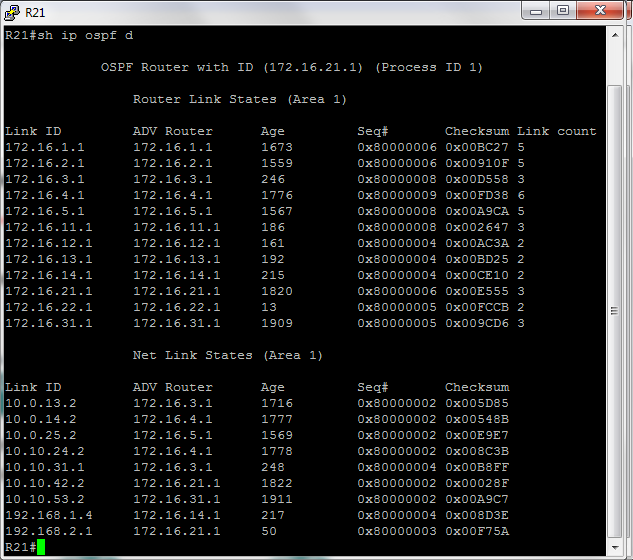 R21
R21#sh ip ospf d
OSPF Router with ID (172.16.21.1) (Process ID 1)
Router Link States (Area 1)
Link ID ADV Router Age Seq# Checksum Link count
172.16.1.1 172.16.1.1 1673 0x80000006 0x00BC27 5
172.16.2.1 172.16.2.1 1559 0x80000006 0x00910F 5
172.16.3.1 172.16.3.1 246 0x80000008 0x00D558 3
172.16.4.1 172.16.4.1 1776 0x80000009 0x00FD38 6
172.16.5.1 172.16.5.1 1567 0x80000008 0x00A9CA 5
172.16.11.1 172.16.11.1 186 0x80000008 0x002647 3
172.16.12.1 172.16.12.1 161 0x80000004 0x00AC3A 2
172.16.13.1 172.16.13.1 192 0x80000004 0x00BD25 2
172.16.14.1 172.16.14.1 215 0x80000004 0x00CE10 2
172.16.21.1 172.16.21.1 1820 0x80000006 0x00E555 3
172.16.22.1 172.16.22.1 13 0x80000005 0x00FCCB 2
172.16.31.1 172.16.31.1 1909 0x80000005 0x009CD6 3
Net Link States (Area 1)
Link ID ADV Router Age Seq# Checksum
10.0.13.2 172.16.3.1 1716 0x80000002 0x005D85
10.0.14.2 172.16.4.1 1777 0x80000002 0x00548B
10.0.25.2 172.16.5.1 1569 0x80000002 0x00E9E7
10.10.24.2 172.16.4.1 1778 0x80000002 0x008C3B
10.10.31.1 172.16.3.1 248 0x80000004 0x00B8FF
10.10.42.2 172.16.21.1 1822 0x80000002 0x00028F
10.10.53.2 172.16.31.1 1911 0x80000002 0x00A9C7
192.168.1.4 172.16.14.1 217 0x80000004 0x008D3E
192.168.2.1 172.16.21.1 50 0x80000003 0x00F75A
R21#